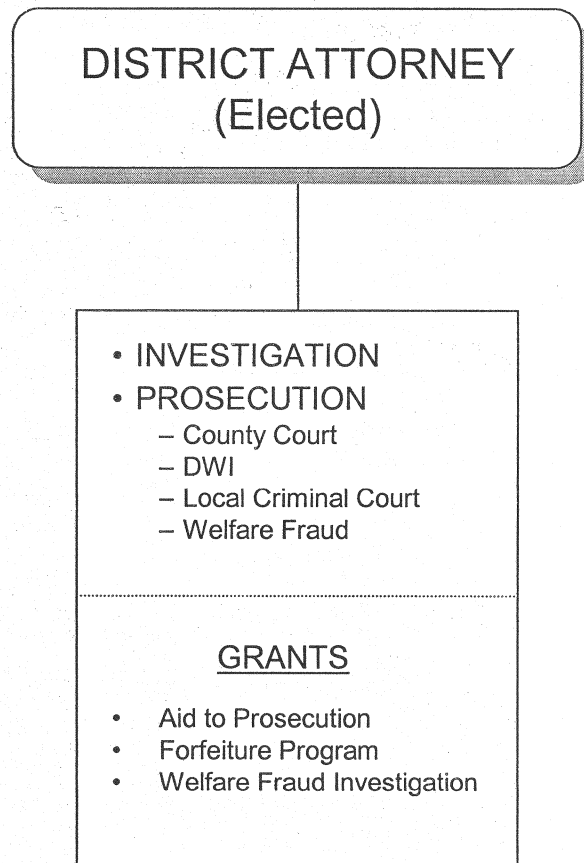 DISTRICT ATTORNEY
(Elected)
• INVESTIGATION
• PROSECUTION
– County Court
– DWI
– Local Criminal Court
– Welfare Fraud
GRANTS
• Aid to Prosecution
• Forfeiture Program
• Welfare Fraud Investigation